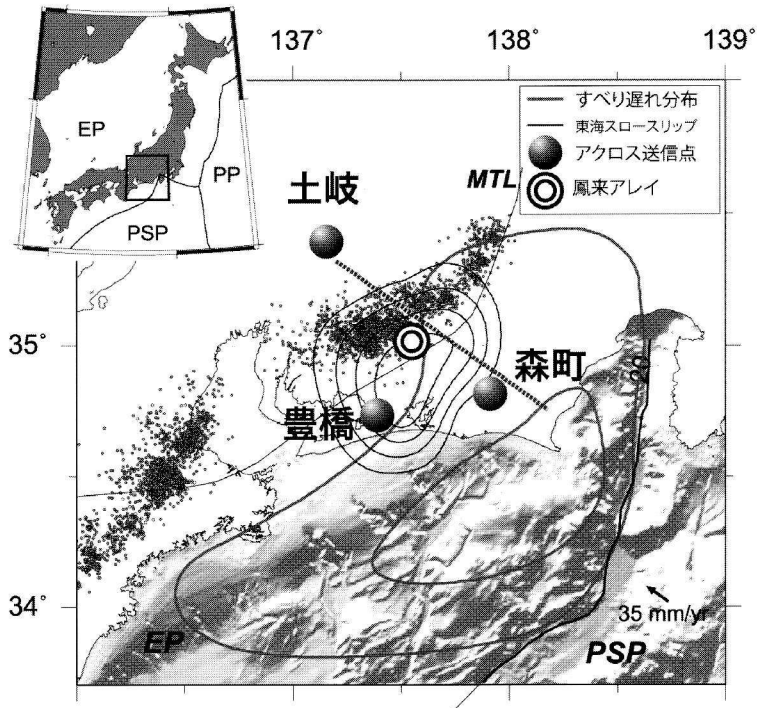 137°
138°
139°
EP
PP
PSP
すべり遅れ分布
東海スロースリップ
アクロス送信点
鳳来アレイ
MTL
土岐
35°
森町
20
豊橋
34°
35 mm/yr
EP
PSP